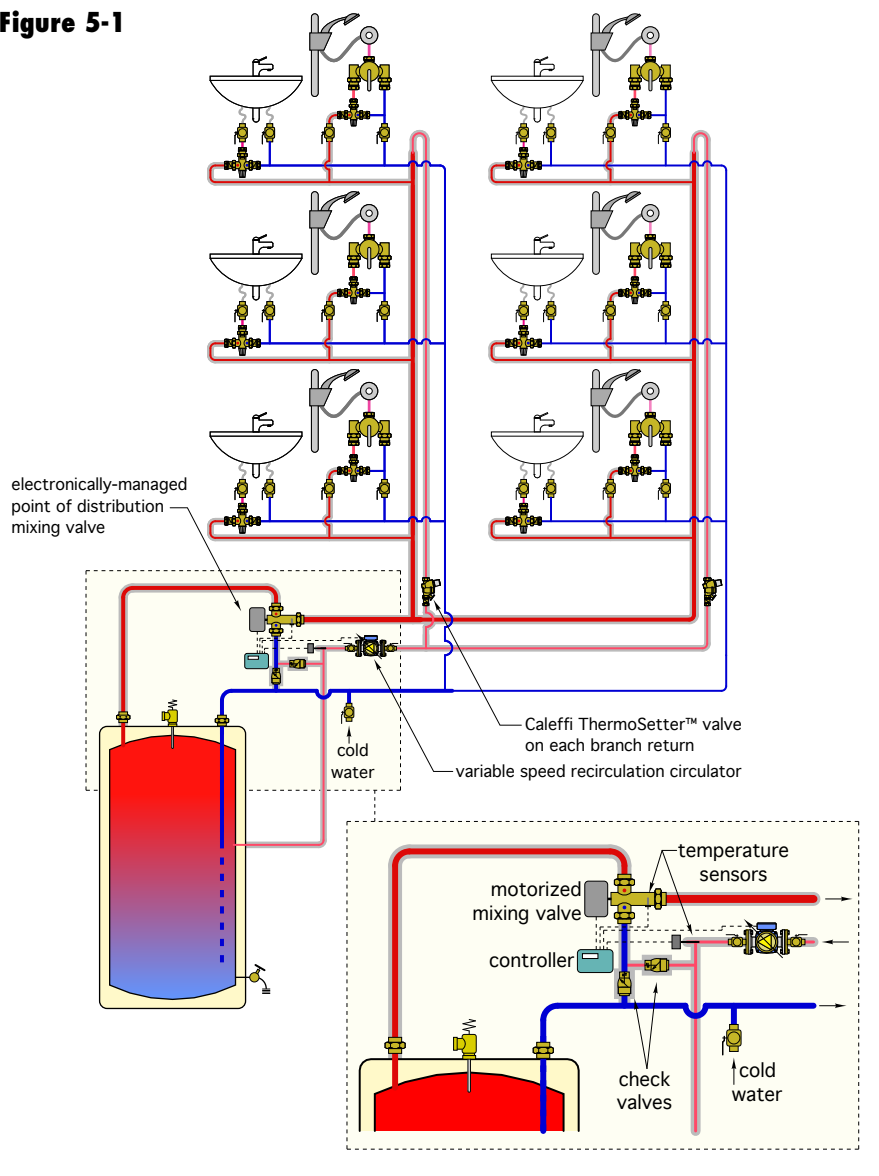 Figure 5-1
electronically-managed
point of distribution
mixing valve
Caleffi ThermoSetter™ valve
on each branch return
cold
water
variable speed recirculation circulator
temperature
sensors
motorized
mixing valve
controller
check
valves
cold
water